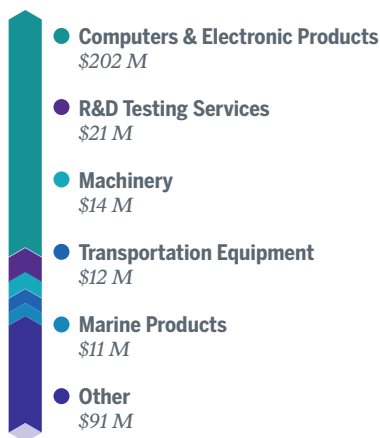 Computers & Electronic Products
$202 M
R&D Testing Services
$21 M
Machinery
$14 M
Transportation Equipment
$12 M
Marine Products
$11 M
Other
$91 M